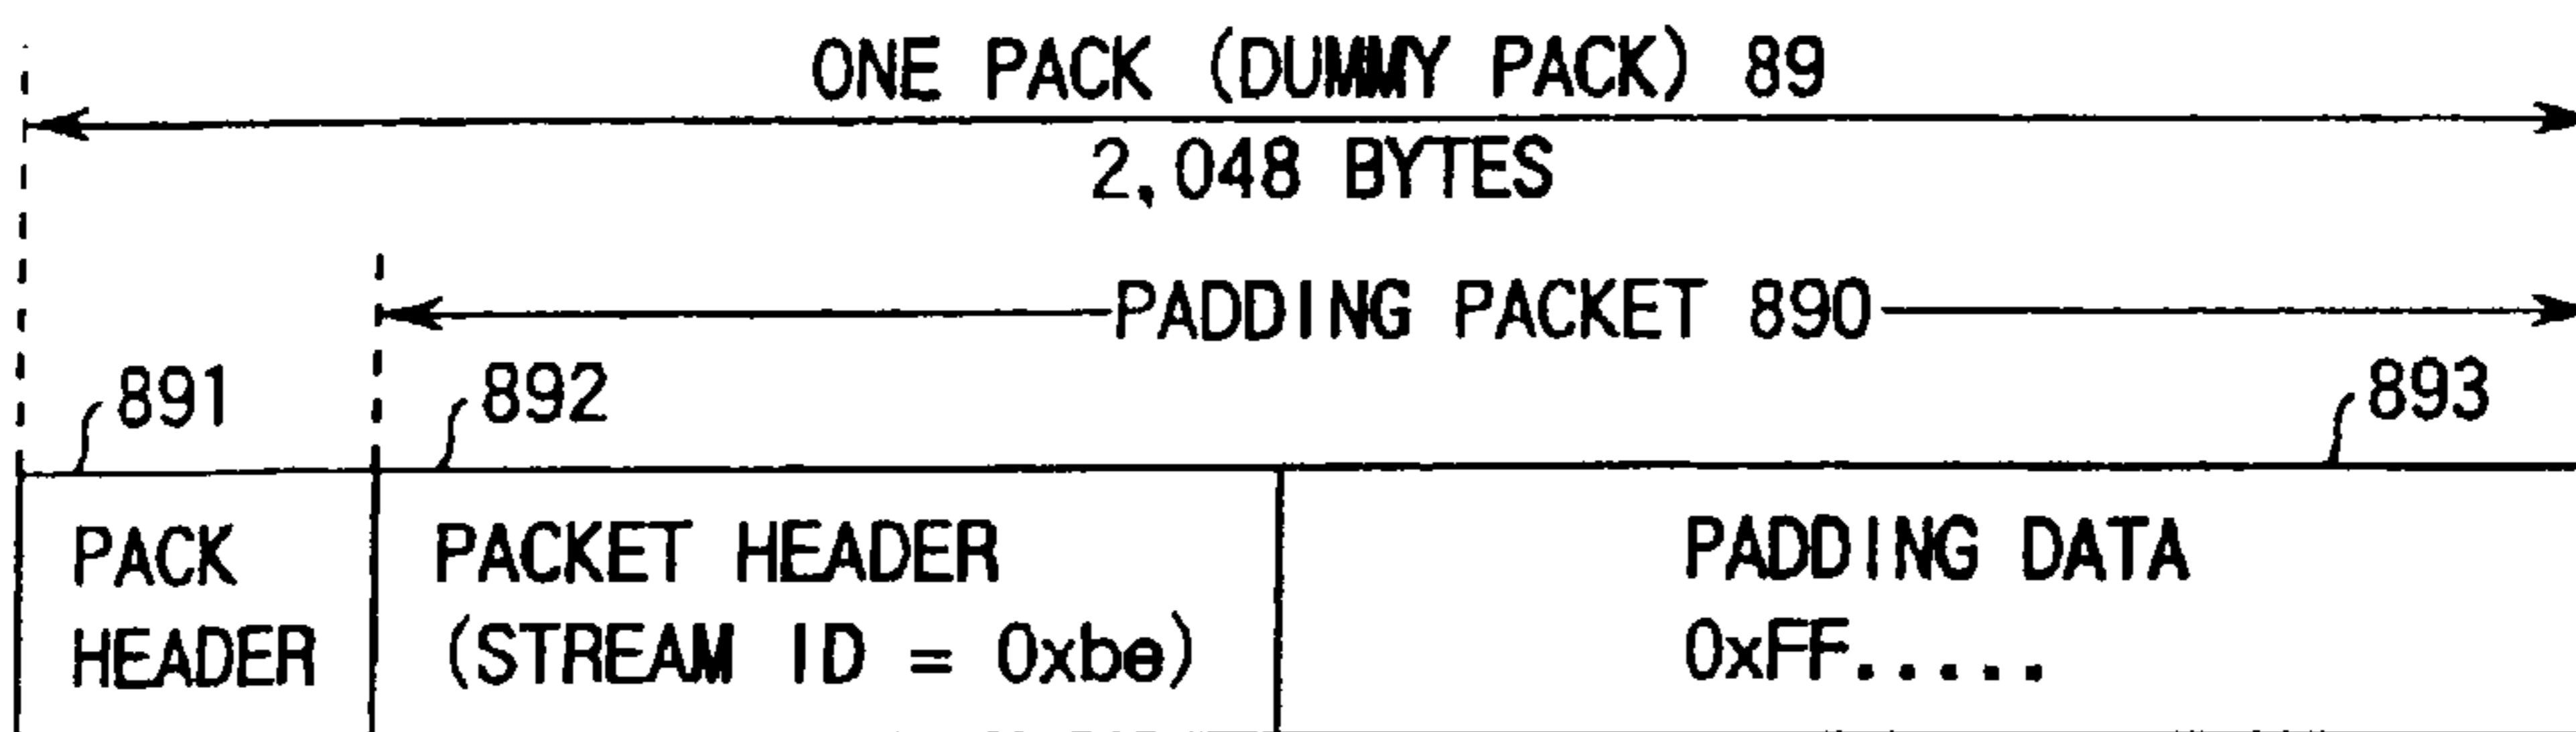 ONE PACK (DUMMY PACK) 89
2,048 BYTES
PADDING PACKET 890
891
892
893
PACK
HEADER
PACKET HEADER
(STREAM ID = 0xbe)
PADDING DATA
0xFF.....